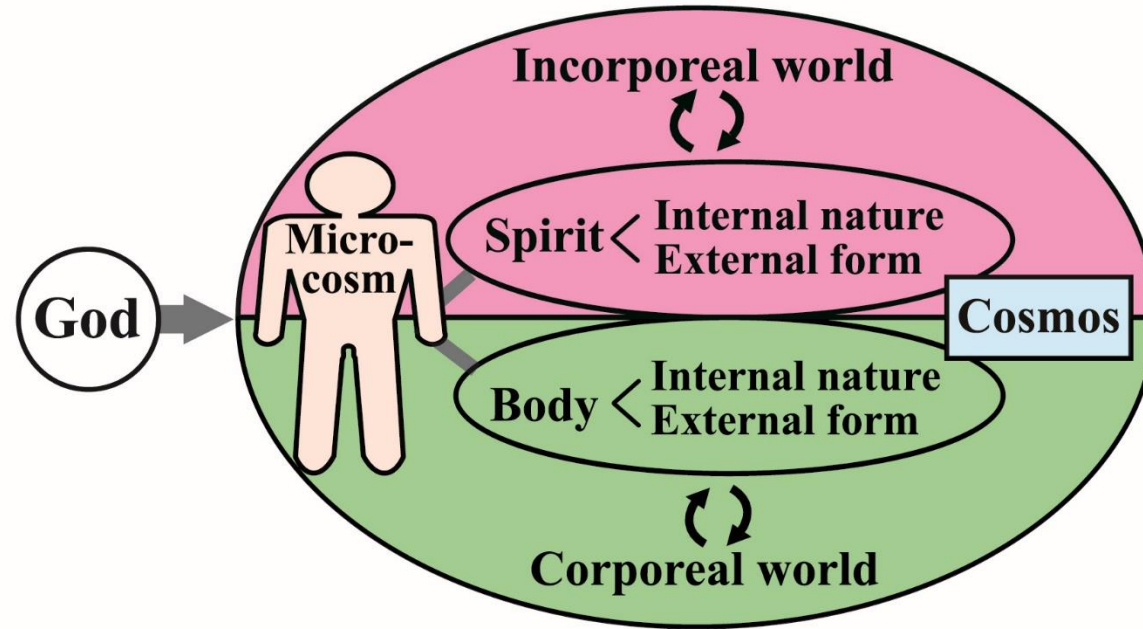 Incorporeal world
Micro-
cosm
Spirit < Internal nature
External form
God
Cosmos
Body < Internal nature
External form
Corporeal world